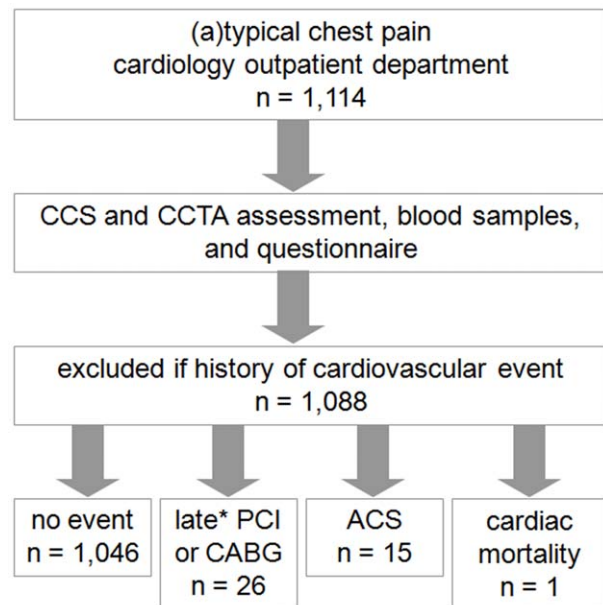 (a)typical chest pain
cardiology outpatient department
n = 1,114
CCS and CCTA assessment, blood samples,
and questionnaire
excluded if history of cardiovascular event
n = 1,088
no event
n = 1,046
late* PCI
or CABG
n = 26
ACS
n = 15
cardiac
mortality
n = 1